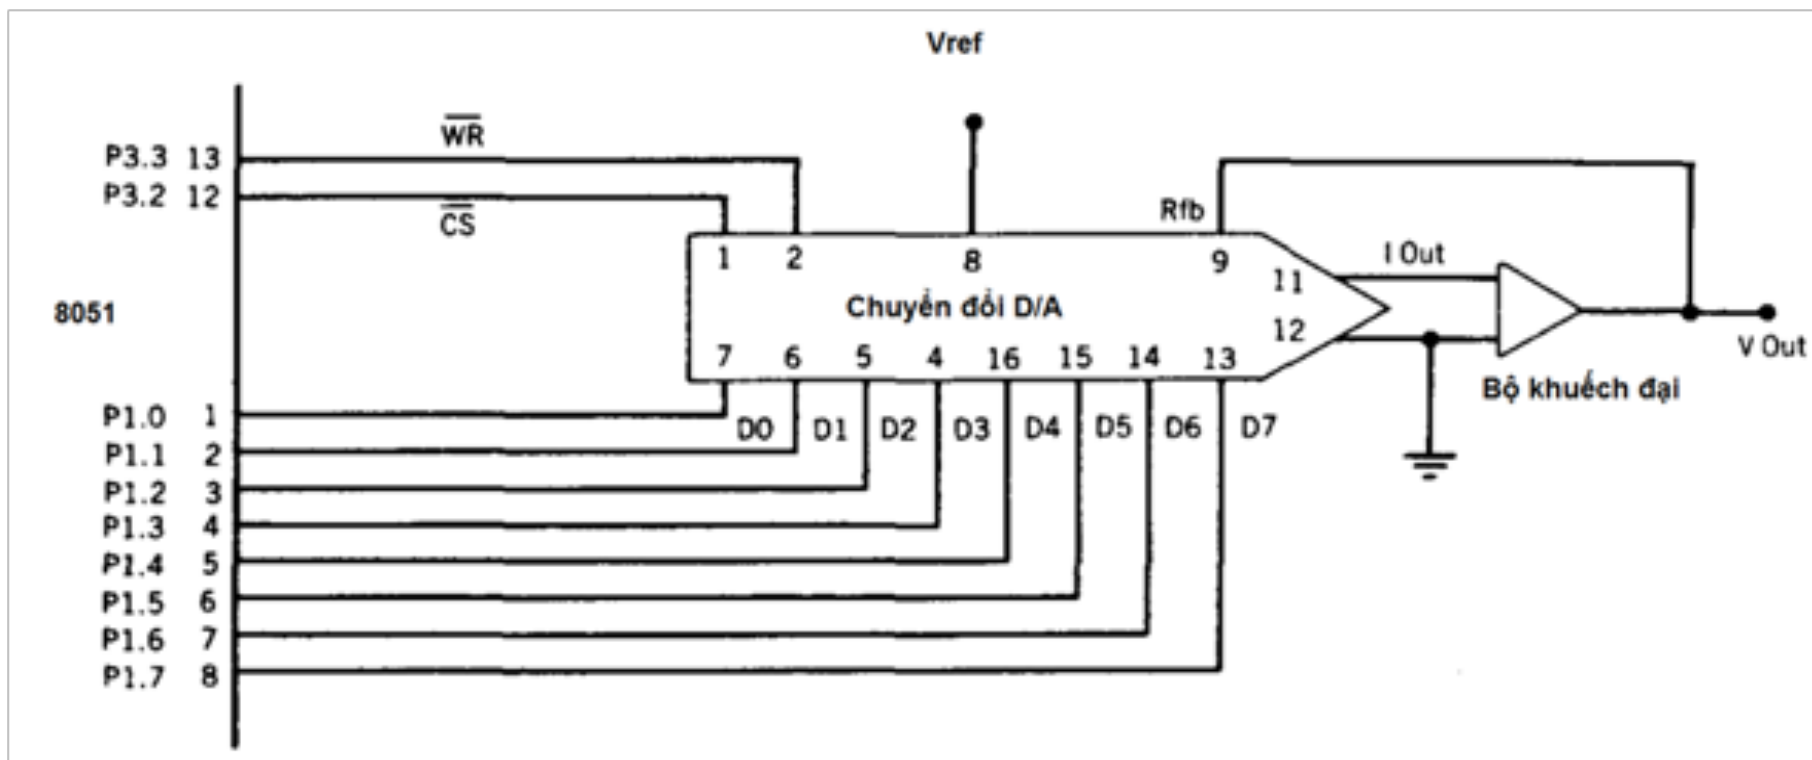 Vref
WR
P3.3 13
P3.2 12
CS
Rfb
1 2 8 9 11
I Out
8051
Chuyển đổi D/A
12
7 6 5 4 16 15 14 13
V Out
Bộ khuếch đại
P1.0 1
D0 D1 D2 D3 D4 D5 D6 D7
P1.1 2
P1.2 3
P1.3 4
P1.4 5
P1.5 6
P1.6 7
P1.7 8